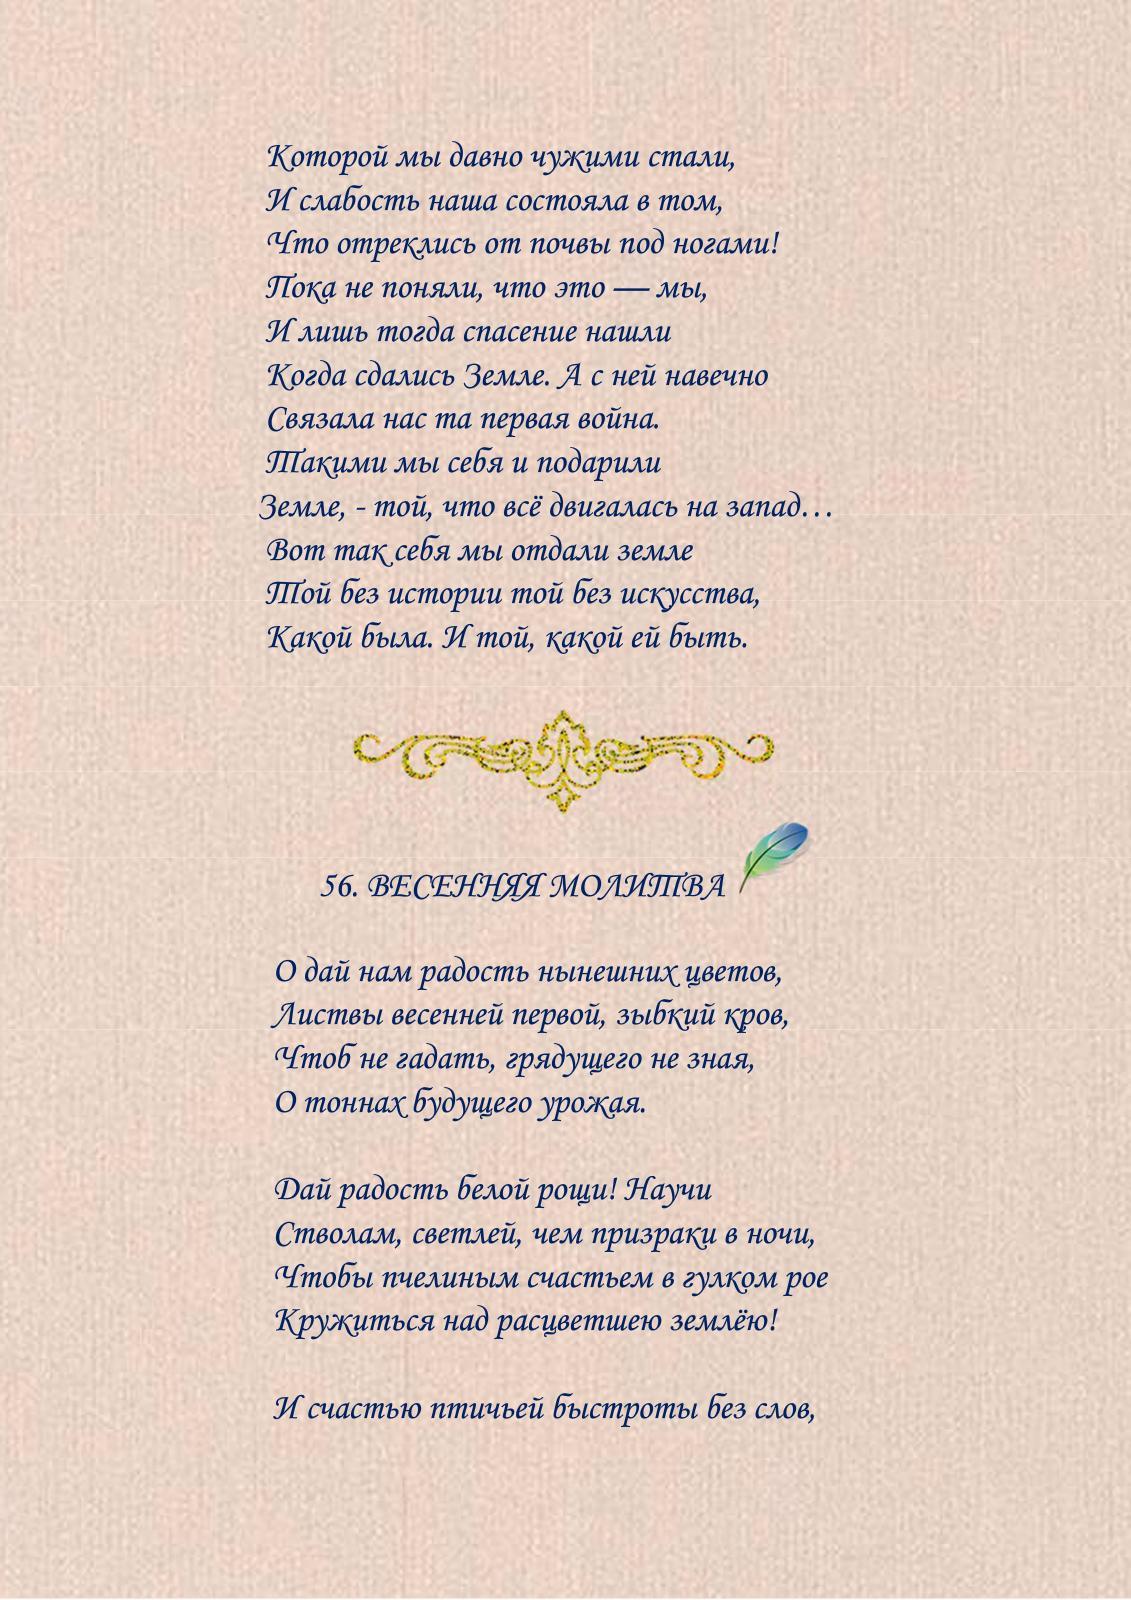 Которой мы давно чужими стали,
И слабость наша состояла в том,
Что отреклись от почвы под ногами!
Пока не поняли, что это — мы,
И лишь тогда спасение нашли
Когда сдались Земле. А с ней навечно
Связала нас та первая война.
Такими мы себя и подарили
Земле, - той, что всё двигалась на запад…
Вот так себя мы отдали земле
Той без истории той без искусства,
Какой была. И той, какой ей быть.
56. ВЕСЕННЯЯ МОЛИТВА
О дай нам радость нынешних цветов,
Листвы весенней первой, зыбкий кров,
Чтоб не гадать, грядущего не зная,
О тоннах будущего урожая.
Дай радость белой рощи! Научи
Стволам, светлей, чем призраки в ночи,
Чтобы пчелиным счастьем в гулком рое
Кружиться над расцветшею землёю!
И счастью птичьей быстроты без слов,